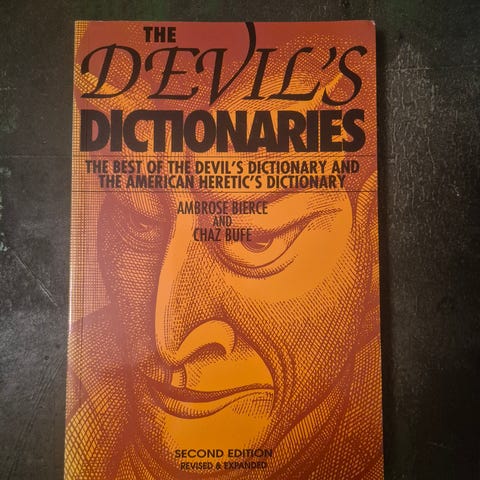 THE
DEVIL'S
DICTIONARIES
THE BEST OF THE DEVIL'S DICTIONARY AND
THE AMERICAN HERETIC'S DICTIONARY
AMBROSE BIERCE
AND
CHAZ BUFE
SECOND EDITION
REVISED & EXPANDED